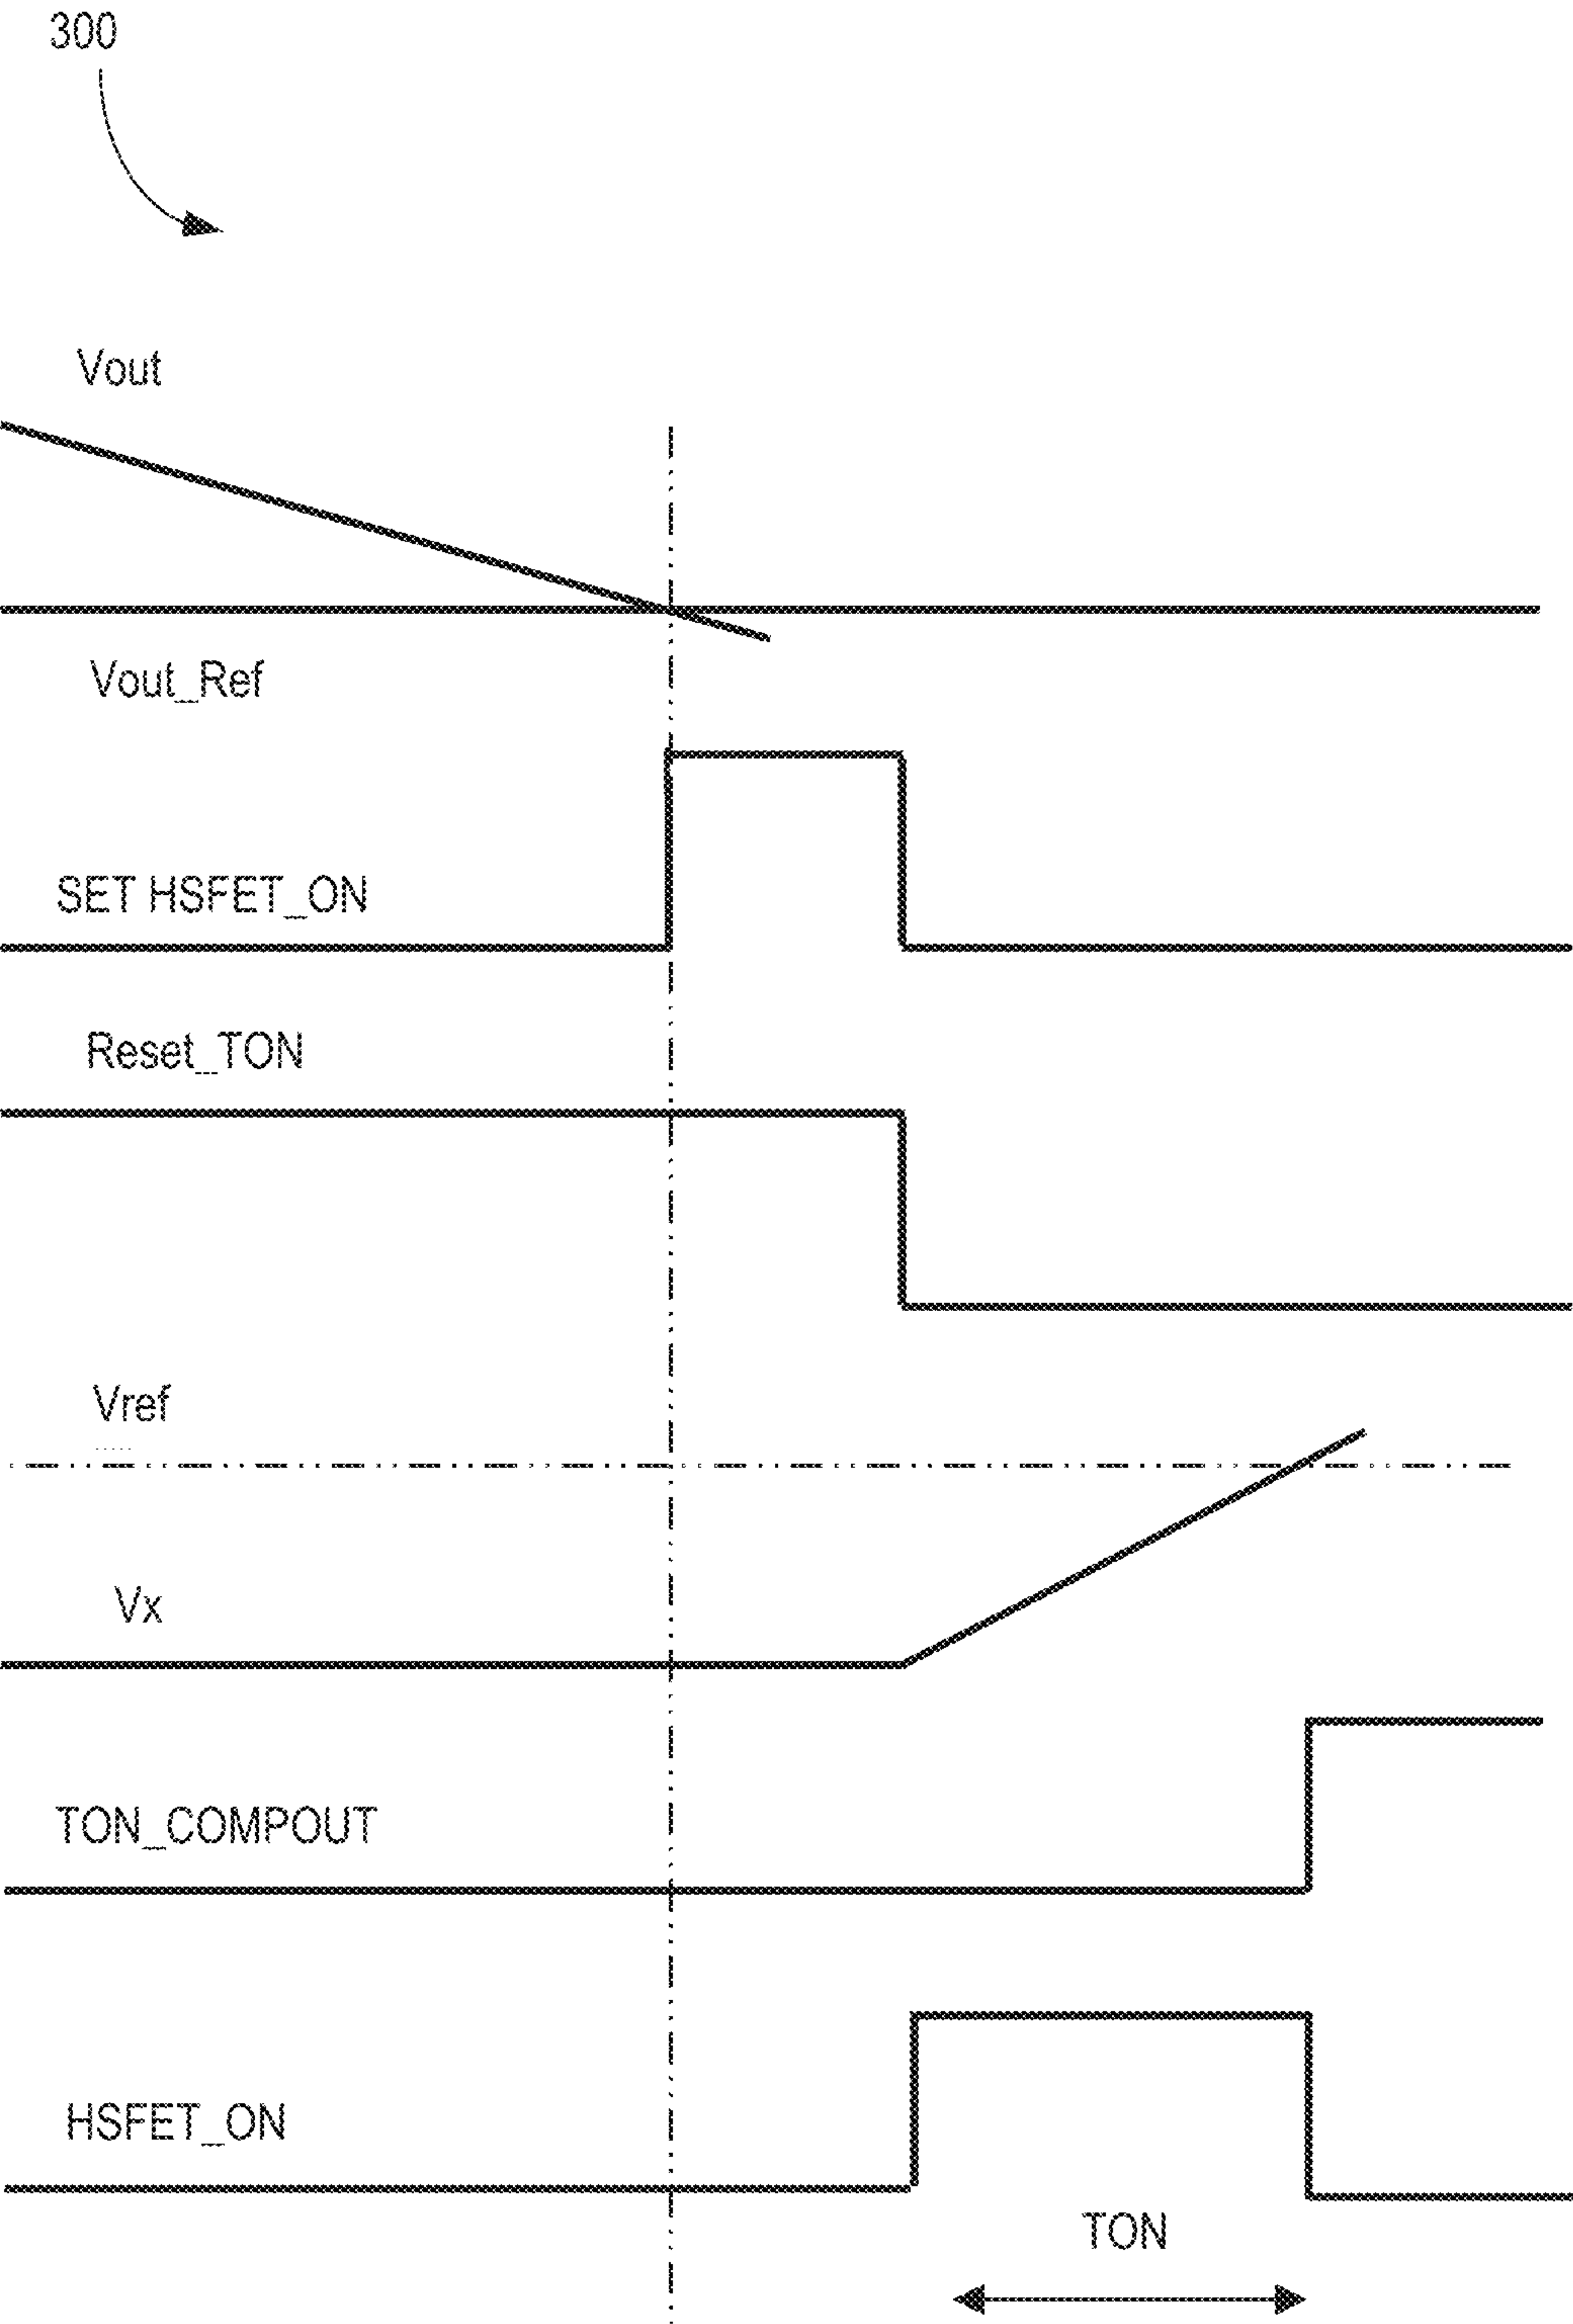 300
Vout
Vout_Ref
SET HSFET_ON
Reset_TON
Vref
Vx
TON_COMPOUT
HSFET_ON
TON